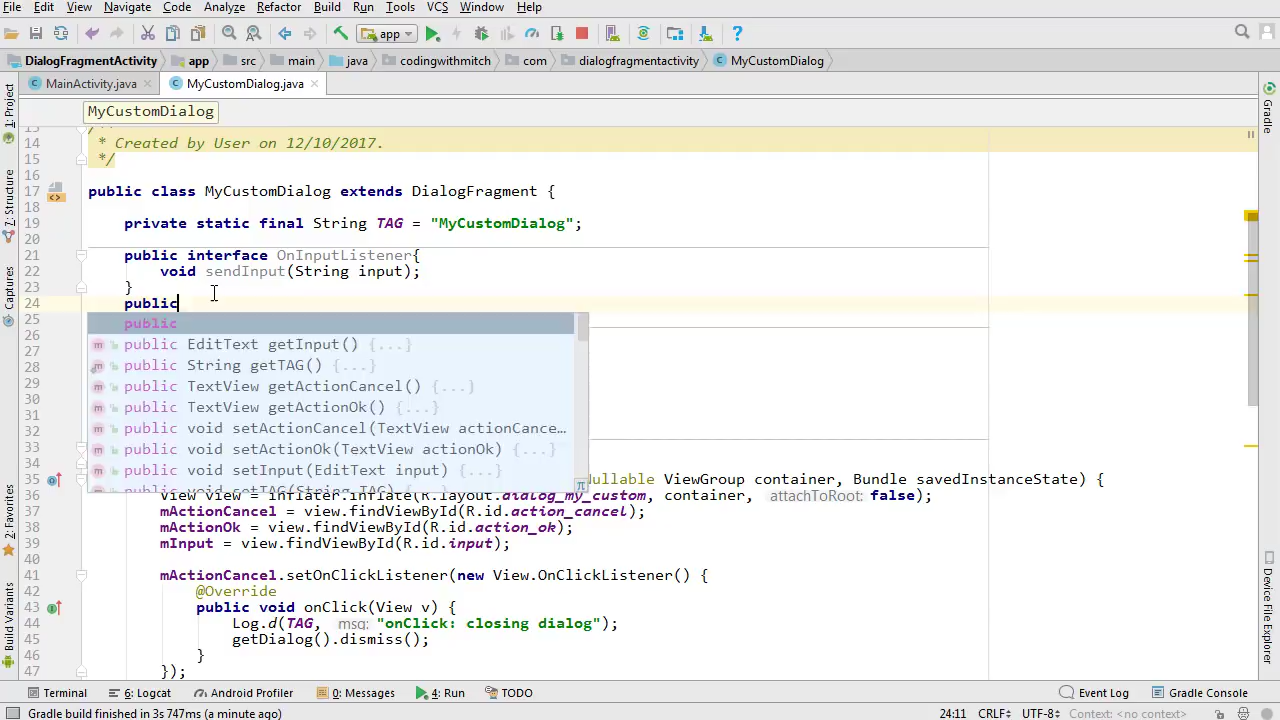 File Edit View Navigate Code Analyze Refactor Build Run Tools VCS Window Help
app
DialogFragmentActivity app src main java codingwithmitch com dialogfragmentactivity MyCustomDialog
MainActivity.java MyCustomDialog.java
MyCustomDialog
1: Project
7: Structure
Captures
2: Favorites
Build Variants
Gradle
Device File Explorer
14 * Created by User on 12/10/2017.
15 */
16
17 public class MyCustomDialog extends DialogFragment {
18
19 private static final String TAG = "MyCustomDialog";
20
21 public interface OnInputListener{
22 void sendInput(String input);
23 }
24 public
25 public
26 public EditText getInput() {...}
27 public String getTAG() {...}
28
29 public TextView getActionCancel() {...}
30 public TextView getActionOk() {...}
31
32 public void setActionCancel(TextView actionCance…
33 public void setActionOk(TextView actionOk) {...}
34 public void setInput(EditText input) {...}
35 Nullable ViewGroup container, Bundle savedInstanceState) {
36 View view = inflater.inflate(R.layout.dialog_my_custom, container, attachToRoot: false);
37 mActionCancel = view.findViewById(R.id.action_cancel);
38 mActionOk = view.findViewById(R.id.action_ok);
39 mInput = view.findViewById(R.id.input);
40
41 mActionCancel.setOnClickListener(new View.OnClickListener() {
42 @Override
43 public void onClick(View v) {
44 Log.d(TAG, msg: "onClick: closing dialog");
45 getDialog().dismiss();
46 }
47 });
Terminal 6: Logcat Android Profiler 0: Messages 4: Run TODO Event Log Gradle Console
Gradle build finished in 3s 747ms (a minute ago) 24:11 CRLF UTF-8 Context: <no context>